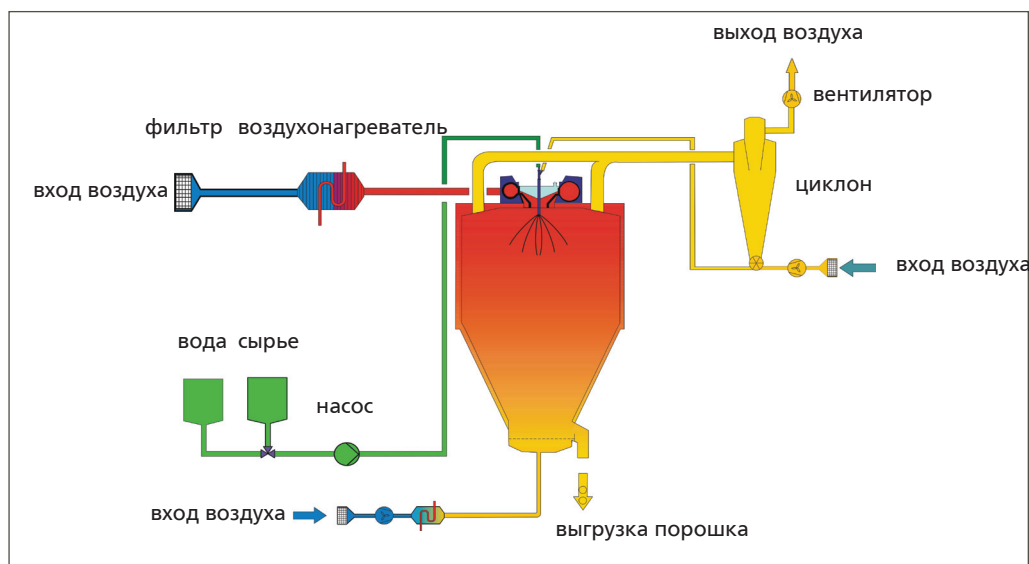 выход воздуха
вентилятор
фильтр воздухонагреватель
вход воздуха
циклон
вход воздуха
вода сырье
насос
вход воздуха
выгрузка порошка